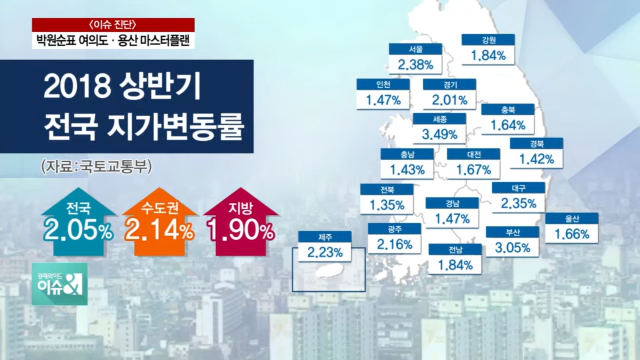 <이슈 진단>
박원순표 여의도·용산 마스터플랜
2018 상반기
전국 지가변동률
(자료:국토교통부)
전국
2.05%
수도권
2.14%
지방
1.90%
서울
2.38%
강원
1.84%
인천
1.47%
경기
2.01%
충북
1.64%
세종
3.49%
경북
1.42%
충남
1.43%
대전
1.67%
전북
1.35%
경남
1.47%
대구
2.35%
울산
1.66%
제주
2.23%
광주
2.16%
부산
3.05%
전남
1.84%
경제와이드
이슈&